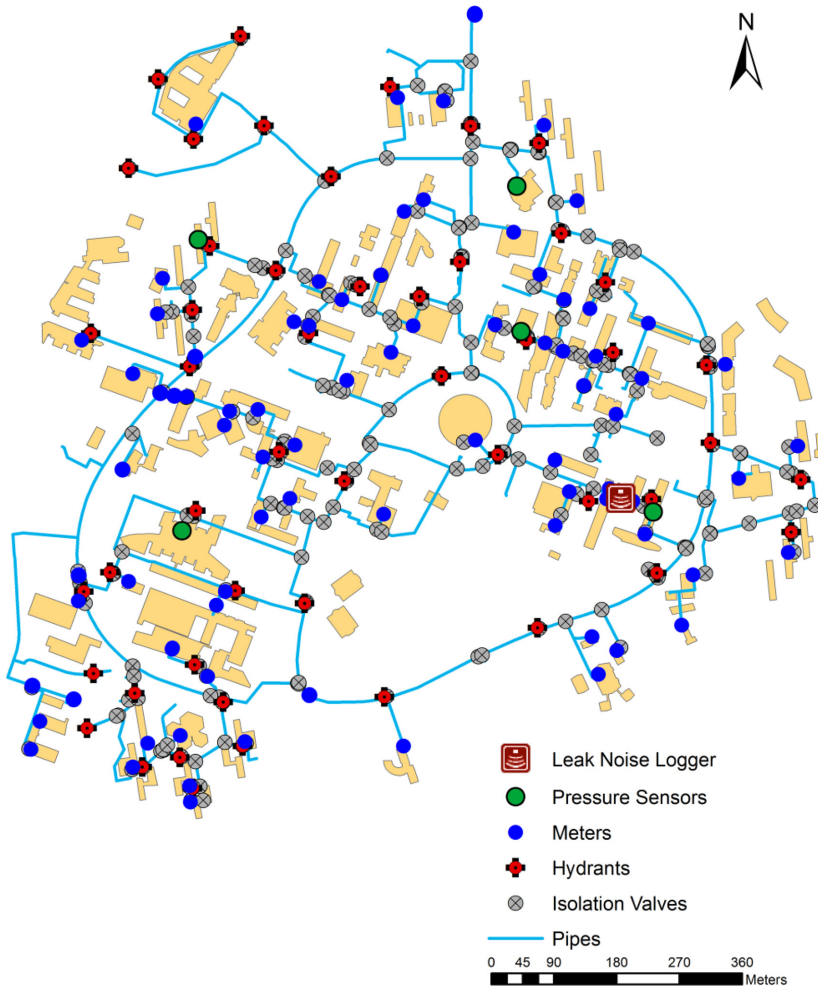 N
Leak Noise Logger
Pressure Sensors
Meters
Hydrants
Isolation Valves
Pipes
0 45 90 180 270 360
Meters